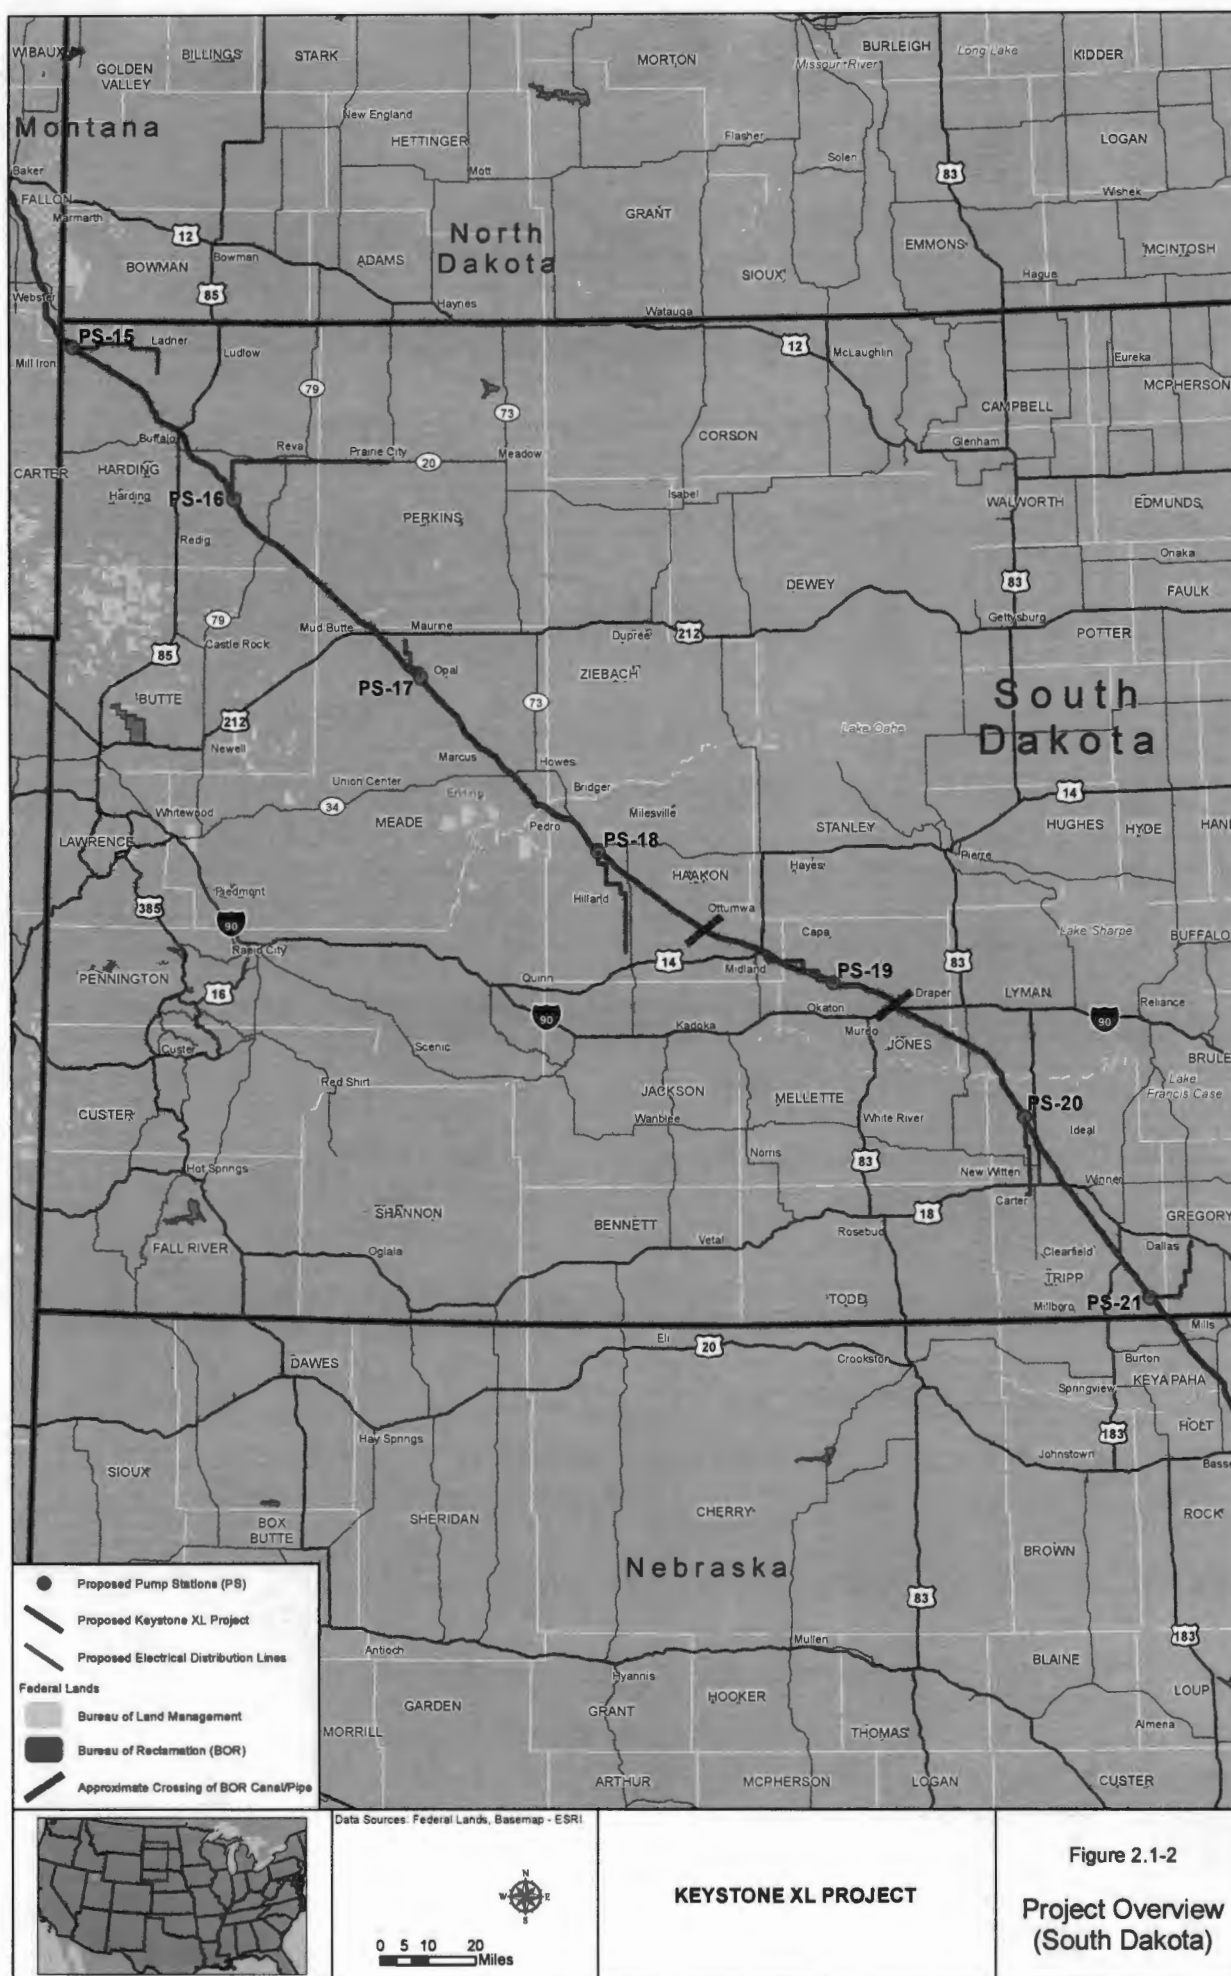 WIBAUX
BILLINGS
STARK
MORTON
BURLEIGH
Long Lake
KIDDER
GOLDEN
VALLEY
Missouri River
Montana
New England
HETTINGER
Flasher
LOGAN
Solen
Baker
Mott
83
Wishek
FALLON
Marmarth
GRANT
12
North
Dakota
EMMONS
MCINTOSH
BOWMAN
Bowman
ADAMS
SIOUX
Hague
Webster
85
Haynes
Watauga
PS-15
Ladner
Ludlow
12
McLaughlin
Mill Iron
Eureka
79
MCPHERSON
73
CAMPBELL
Buffalo
Reva
Prairie City
20
Meadow
CORSON
Glenham
CARTER
HARDING
Harding
PS-16
Isabel
PERKINS
WALWORTH
EDMUNDS
Redig
Onaka
DEWEY
83
FAULK
79
Mud Butte
Maurine
Dupree
212
Gettysburg
POTTER
Castle Rock
85
Opal
PS-17
ZIEBACH
South
Dakota
BUTTE
73
212
Lake Oahe
Newell
Marcus
Howes
Union Center
Bridger
Enning
14
Whitewood
34
MEADE
Pedro
Milesville
STANLEY
HUGHES
HYDE
HAN
LAWRENCE
PS-18
Pierre
HAAKON
Hayes
Piedmont
385
Hilland
Ottumwa
90
Capa
Lake Sharpe
BUFFALO
Rapid City
14
83
PENNINGTON
Quinn
Midland
PS-19
16
Draper
LYMAN
Reliance
90
Okaton
90
Kadoka
Murdo
JONES
Custer
Scenic
BRULE
Red Shirt
Lake
Francis Case
CUSTER
JACKSON
MELLETTE
PS-20
Wanblee
White River
Ideal
Hot Springs
Norris
83
New Witten
Winner
Carter
SHANNON
BENNETT
18
GREGORY
FALL RIVER
Oglala
Vetal
Rosebud
Clearfield
Dallas
TRIPP
TODD
Millboro
PS-21
Mills
DAWES
Eli
20
Crookston
Burton
KEYA PAHA
Springview
Hay Springs
183
HOLT
SIOUX
Johnstown
Basse
CHERRY
ROCK
SHERIDAN
BOX
BUTTE
BROWN
Nebraska
83
Mullen
183
Antioch
Hyannis
BLAINE
GARDEN
GRANT
HOOKER
LOUP
MORRILL
THOMAS
Almeria
ARTHUR
MCPHERSON
LOGAN
CUSTER
Proposed Pump Stations (PS)
Proposed Keystone XL Project
Proposed Electrical Distribution Lines
Federal Lands
Bureau of Land Management
Bureau of Reclamation (BOR)
Approximate Crossing of BOR Canal/Pipe
Data Sources: Federal Lands, Basemap - ESRI
N
W E
S
0 5 10 20
Miles
KEYSTONE XL PROJECT
Figure 2.1-2
Project Overview
(South Dakota)